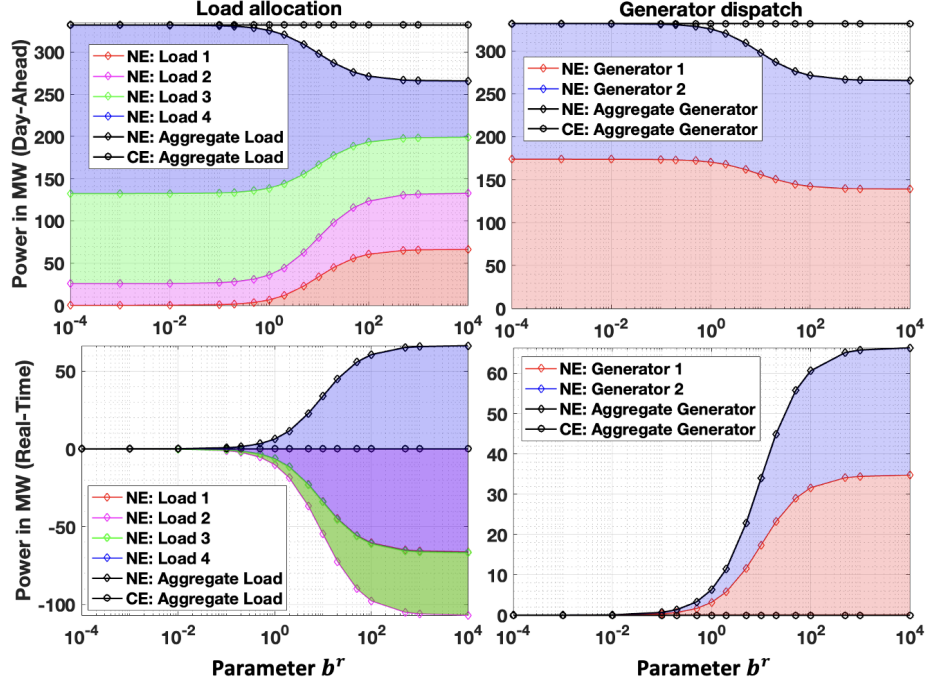 Load allocation
Generator dispatch
Power in MW (Day-Ahead)
300
250
200
150
100
50
0
NE: Load 1
NE: Load 2
NE: Load 3
NE: Load 4
NE: Aggregate Load
CE: Aggregate Load
10^-4
10^-2
10^0
10^2
10^4
300
250
200
150
100
50
0
NE: Generator 1
NE: Generator 2
NE: Aggregate Generator
CE: Aggregate Generator
10^-4
10^-2
10^0
10^2
10^4
Power in MW (Real-Time)
50
0
-50
-100
NE: Load 1
NE: Load 2
NE: Load 3
NE: Load 4
NE: Aggregate Load
CE: Aggregate Load
10^-4
10^-2
10^0
10^2
10^4
Parameter b^r
60
50
40
30
20
10
0
NE: Generator 1
NE: Generator 2
NE: Aggregate Generator
CE: Aggregate Generator
10^-4
10^-2
10^0
10^2
10^4
Parameter b^r